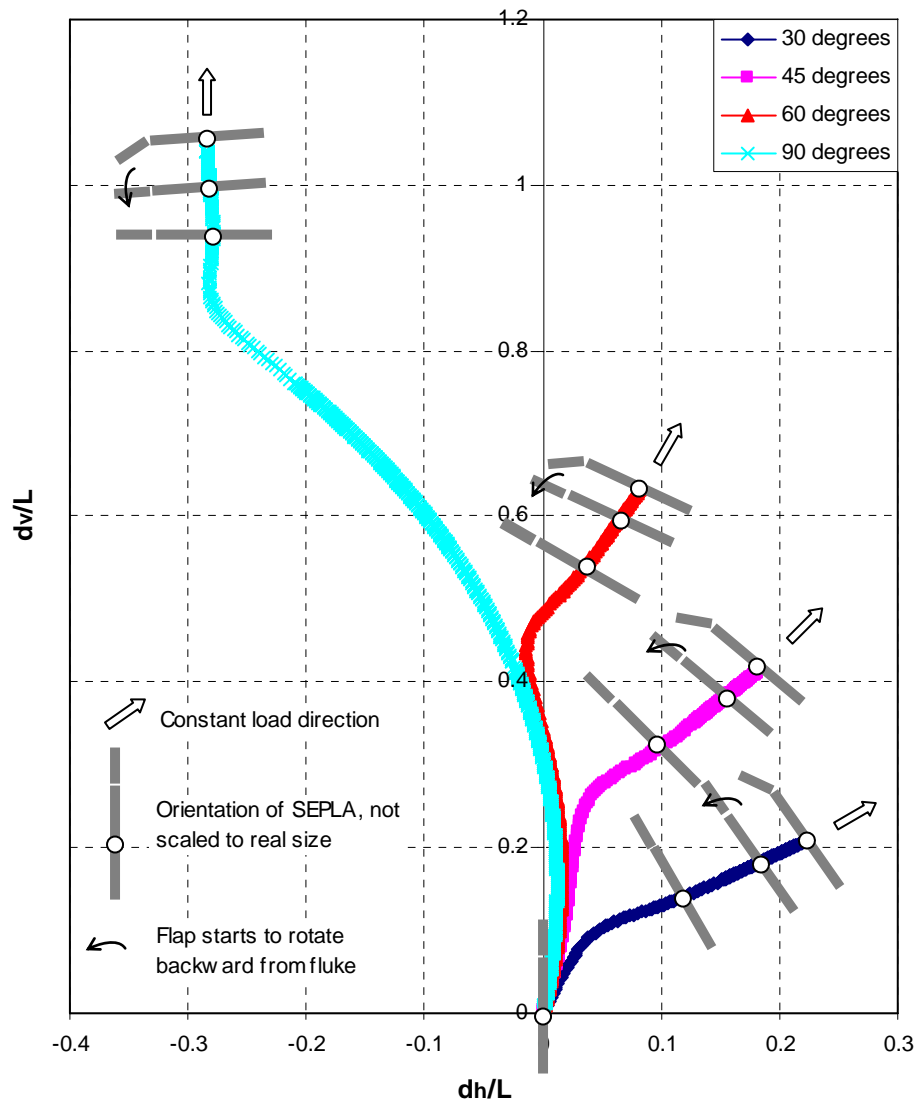 1.2
1
0.8
0.6
0.4
0.2
0
-0.4
-0.3
-0.2
-0.1
0
0.1
0.2
0.3
dv/L
dh/L
30 degrees
45 degrees
60 degrees
90 degrees
Constant load direction
Orientation of SEPLA, not
scaled to real size
Flap starts to rotate
backward from fluke